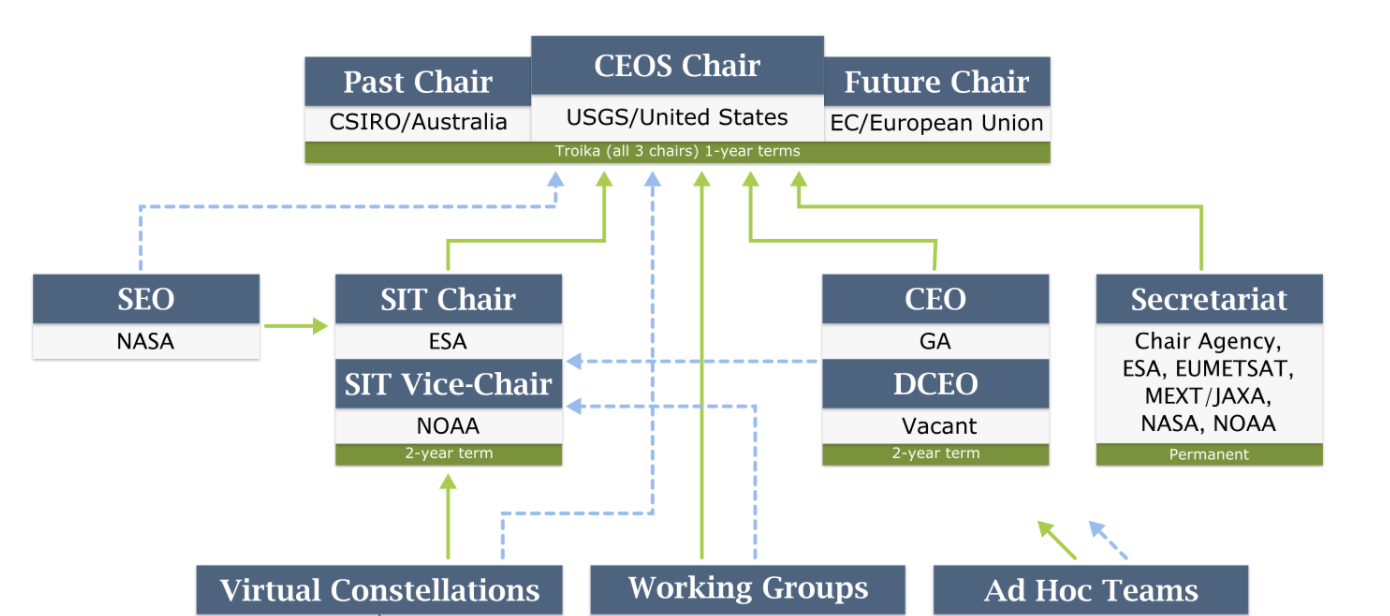 CEOS Chair
Past Chair
Future Chair
USGS/United States
CSIRO/Australia
EC/European Union
Troika (all 3 chairs) 1-year terms
SEO
NASA
SIT Chair
ESA
SIT Vice-Chair
NOAA
2-year term
CEO
GA
DCEO
Vacant
2-year term
Secretariat
Chair Agency,
ESA, EUMETSAT,
MEXT/JAXA,
NASA, NOAA
Permanent
Virtual Constellations
Working Groups
Ad Hoc Teams